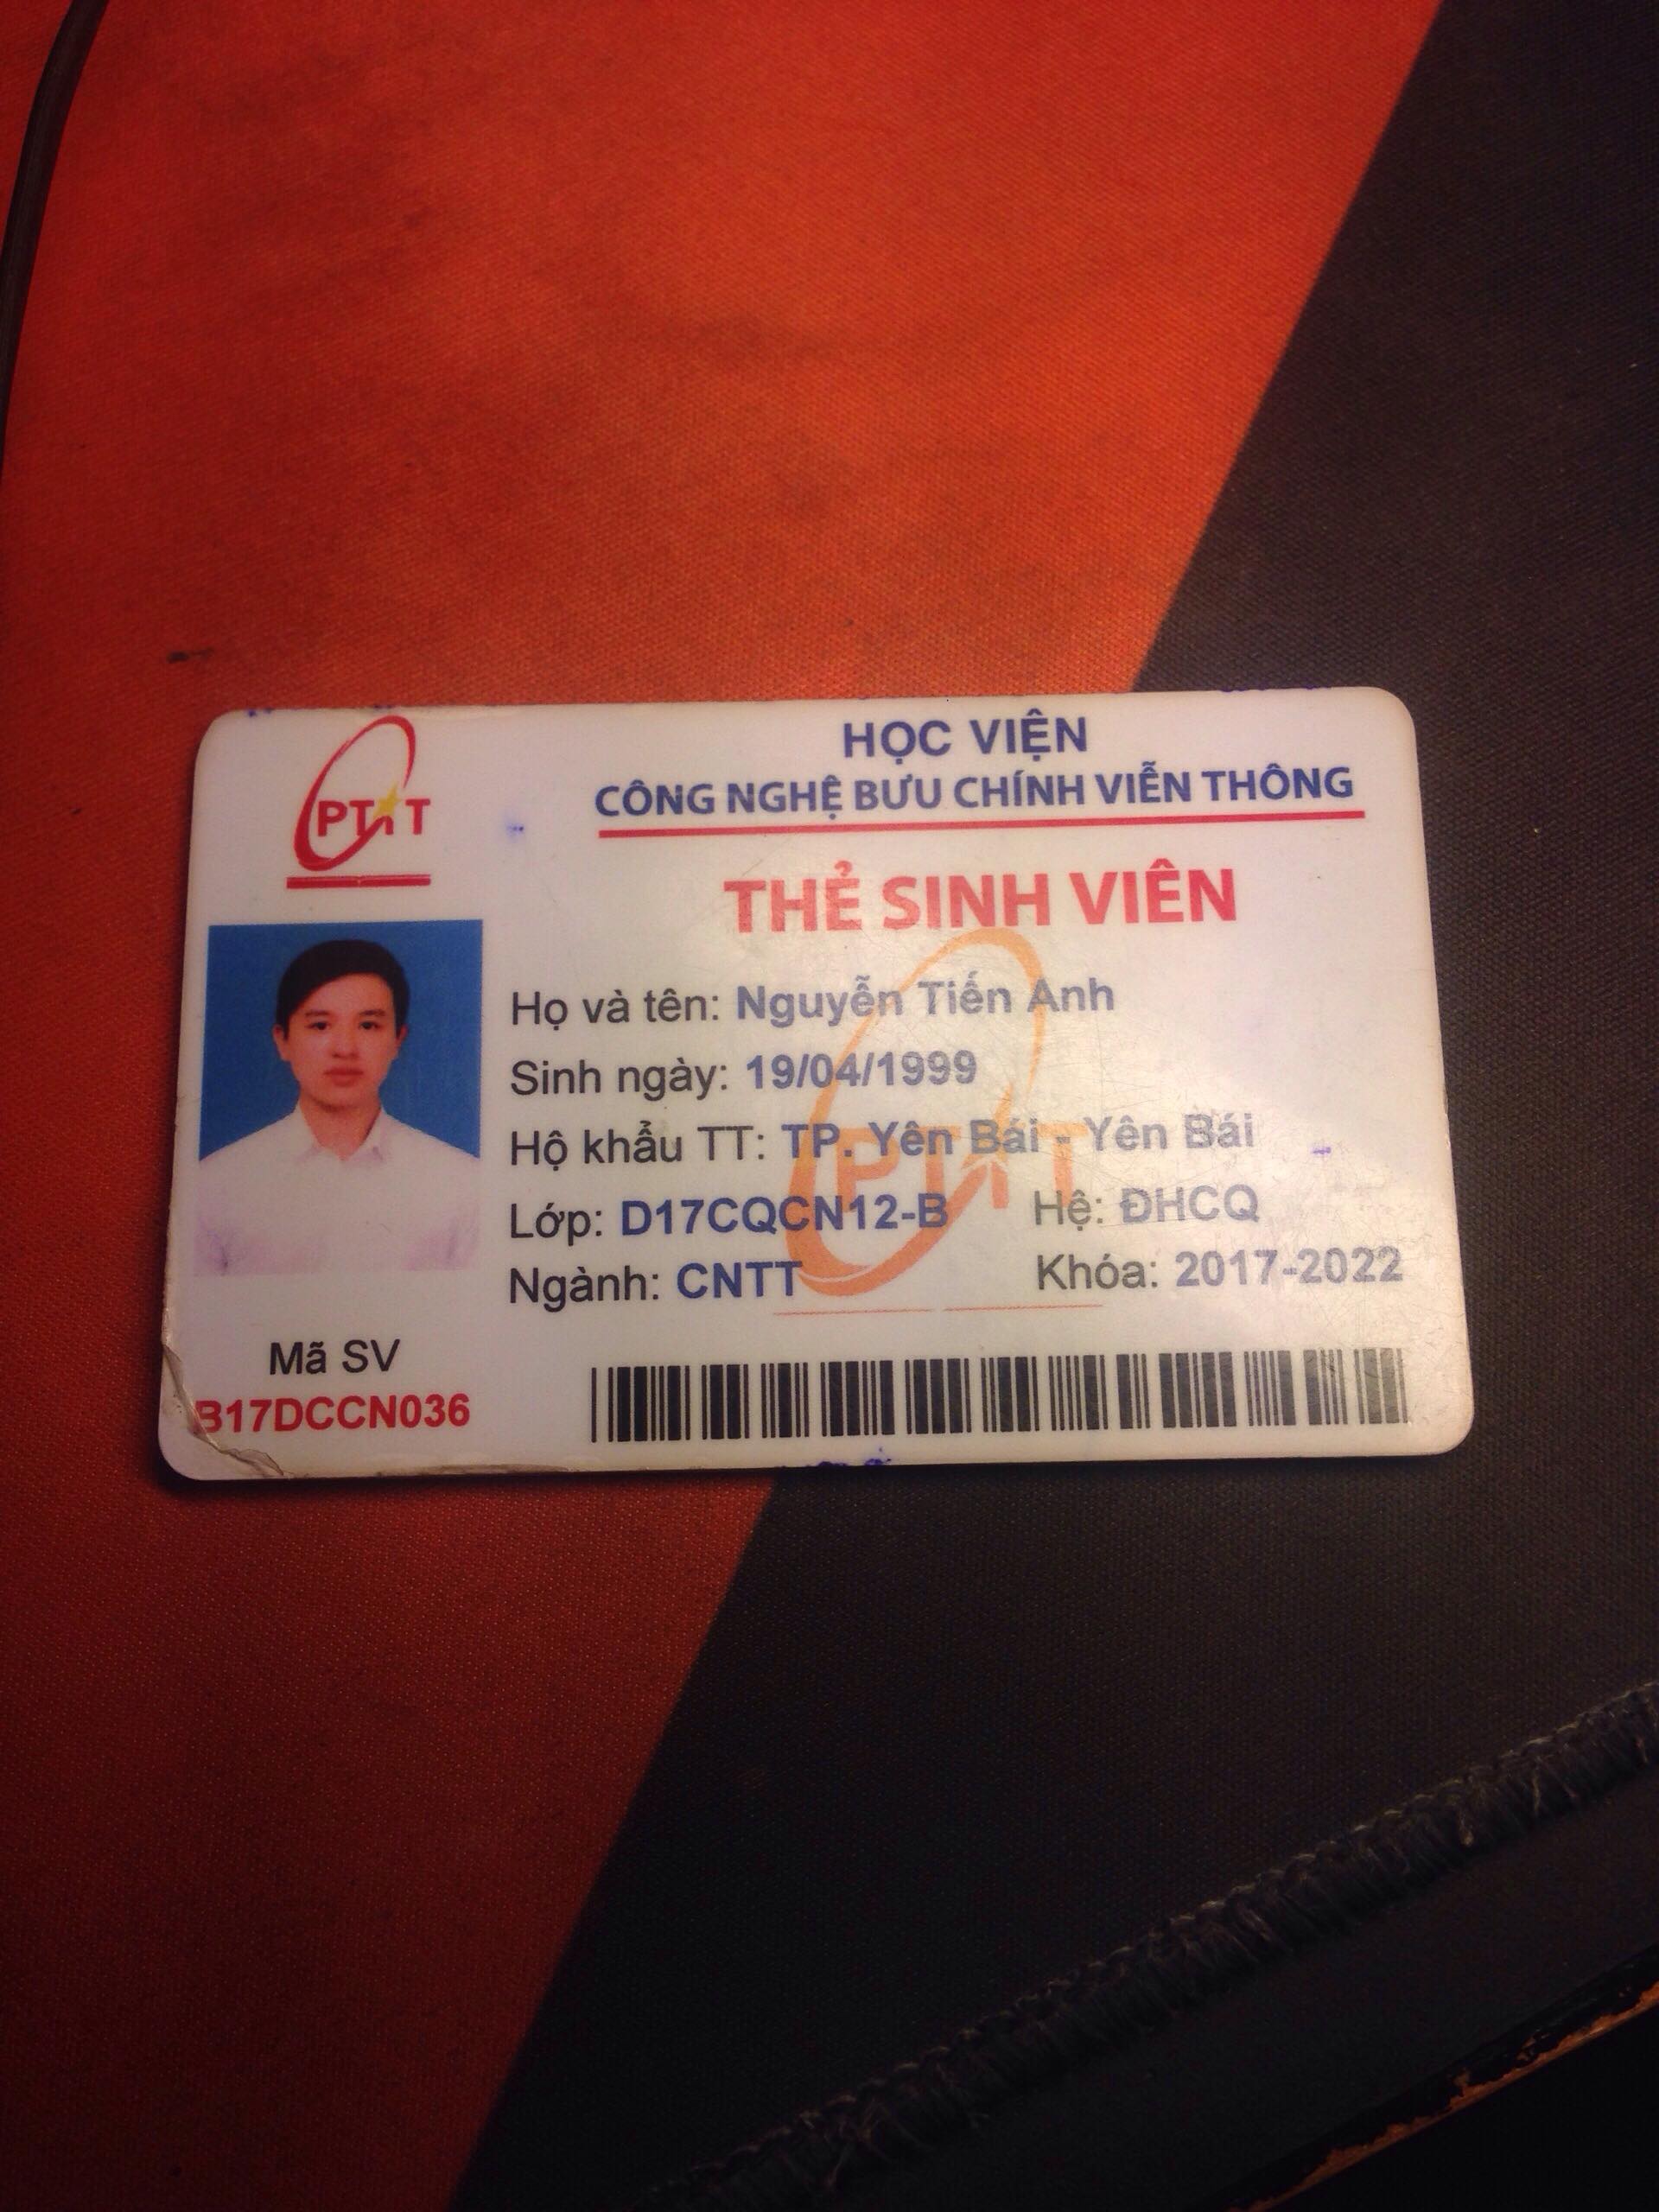 PTIT
HỌC VIỆN
CÔNG NGHỆ BƯU CHÍNH VIỄN THÔNG
THẺ SINH VIÊN
Họ và tên: Nguyễn Tiến Anh
Sinh ngày: 19/04/1999
Hộ khẩu TT: TP. Yên Bái - Yên Bái
Lớp: D17CQCN12-B Hệ: ĐHCQ
Ngành: CNTT Khóa: 2017-2022
PTIT
Mã SV
B17DCCN036